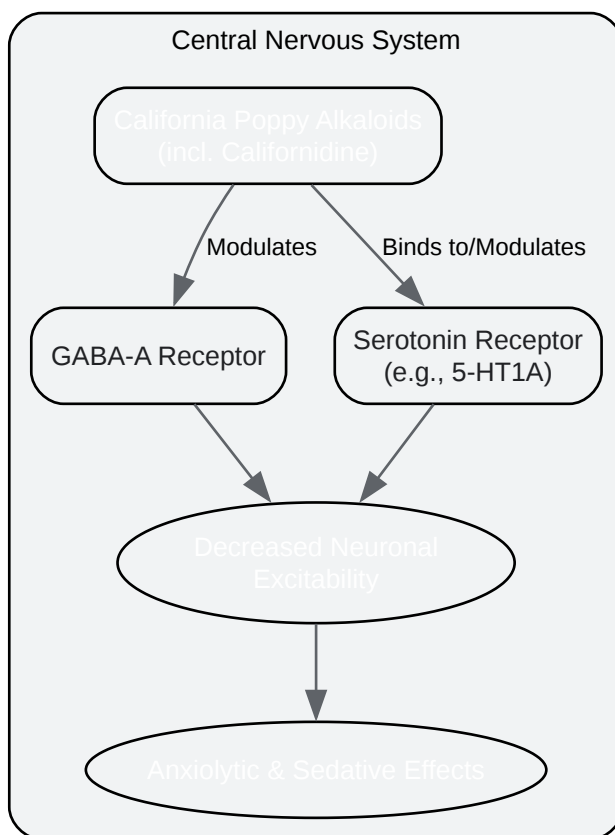 Central Nervous System
California Poppy Alkaloids
(incl. Californidine)
Modulates
Binds to/Modulates
GABA-A Receptor
Serotonin Receptor
(e.g., 5-HT1A)
Decreased Neuronal
Excitability
Anxiolytic & Sedative Effects